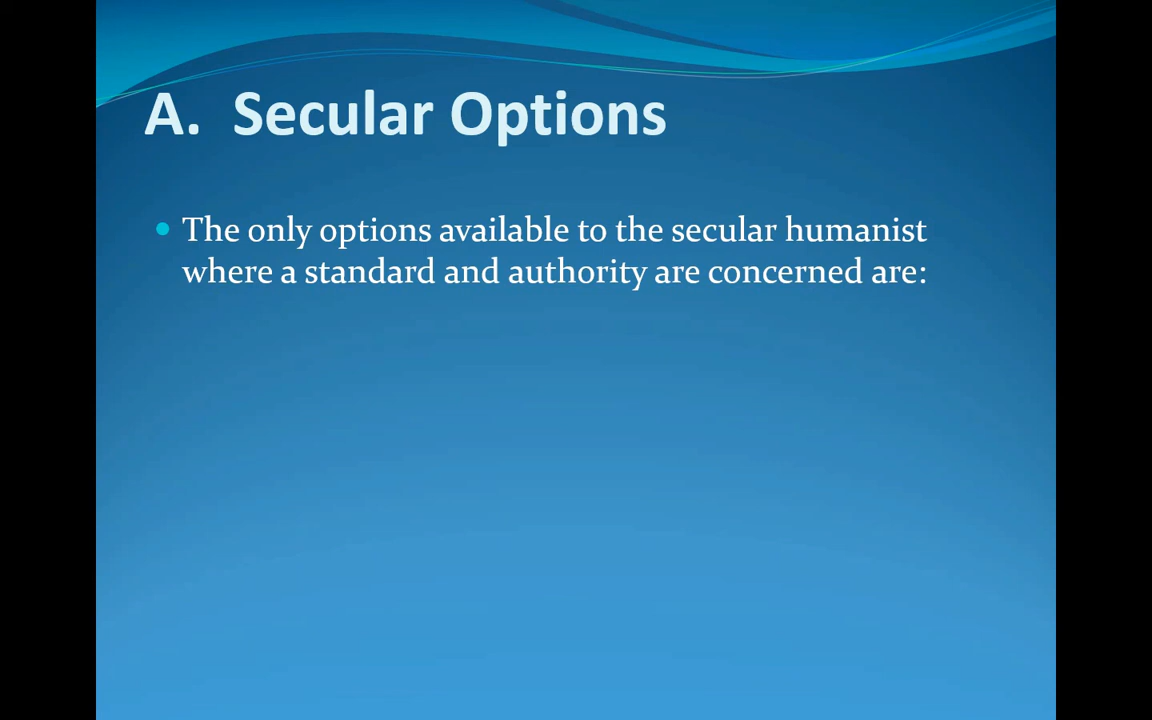 A. Secular Options
• The only options available to the secular humanist
where a standard and authority are concerned are: